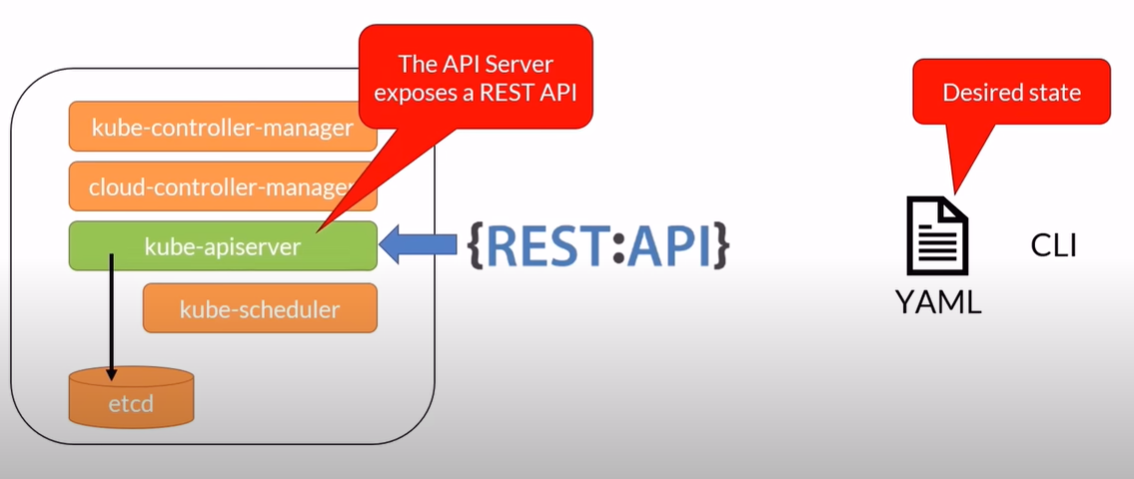 The API Server
exposes a REST API
Desired state
kube-controller-manager
cloud-controller-manager
kube-apiserver
{REST:API}
CLI
YAML
kube-scheduler
etcd